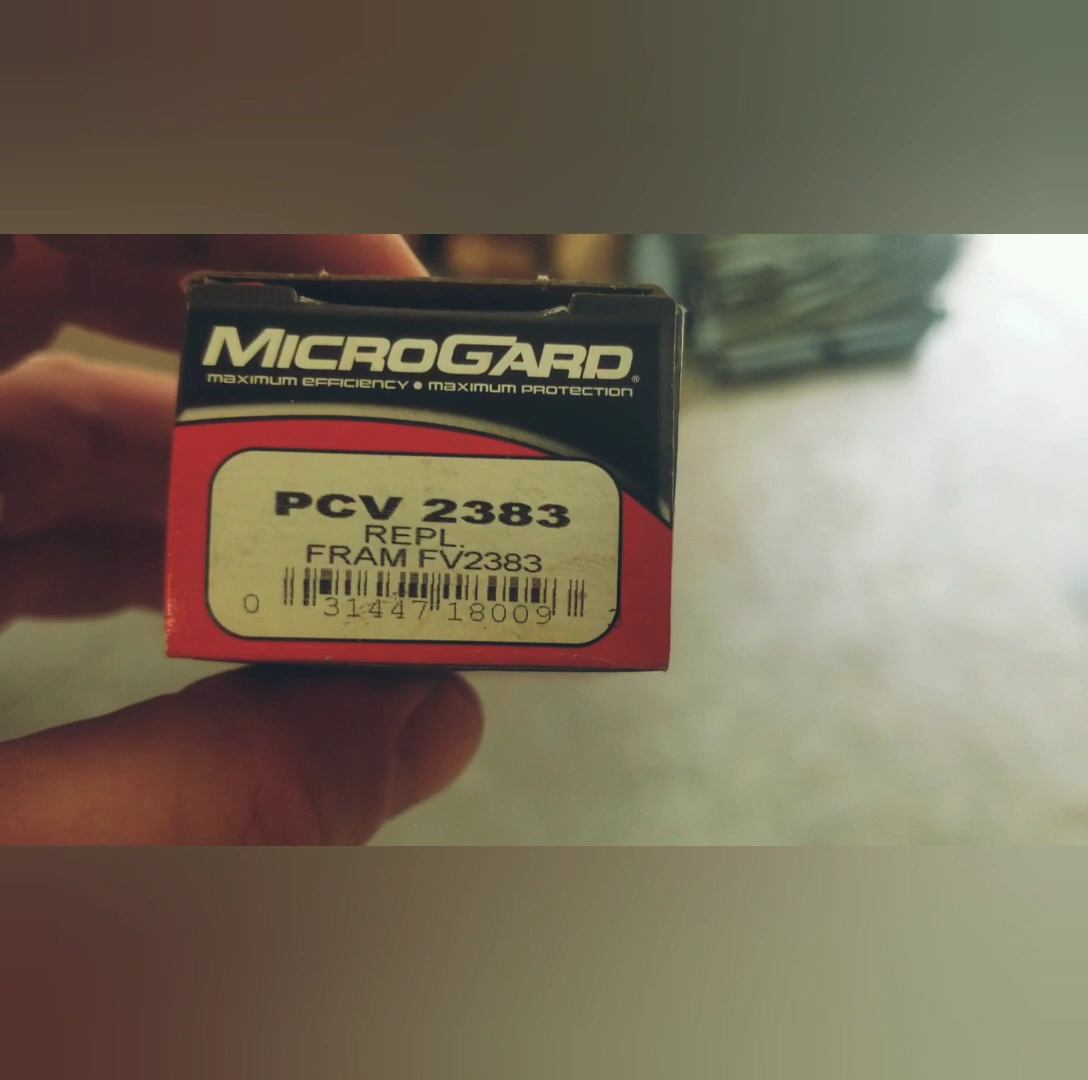 MICROGARD®
MAXIMUM EFFICIENCY • MAXIMUM PROTECTION
PCV 2383
REPL.
FRAM FV2383
0 31447 18009